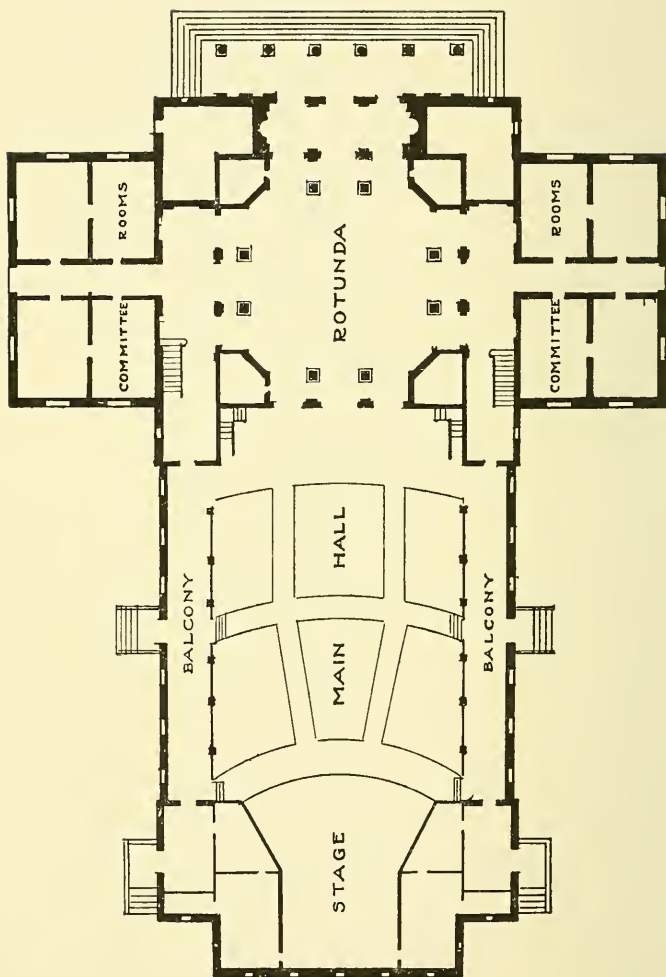 ROOMS
COMMITTEE
ROTUNDA
ROOMS
COMMITTEE
BALCONY
MAIN HALL
BALCONY
STAGE